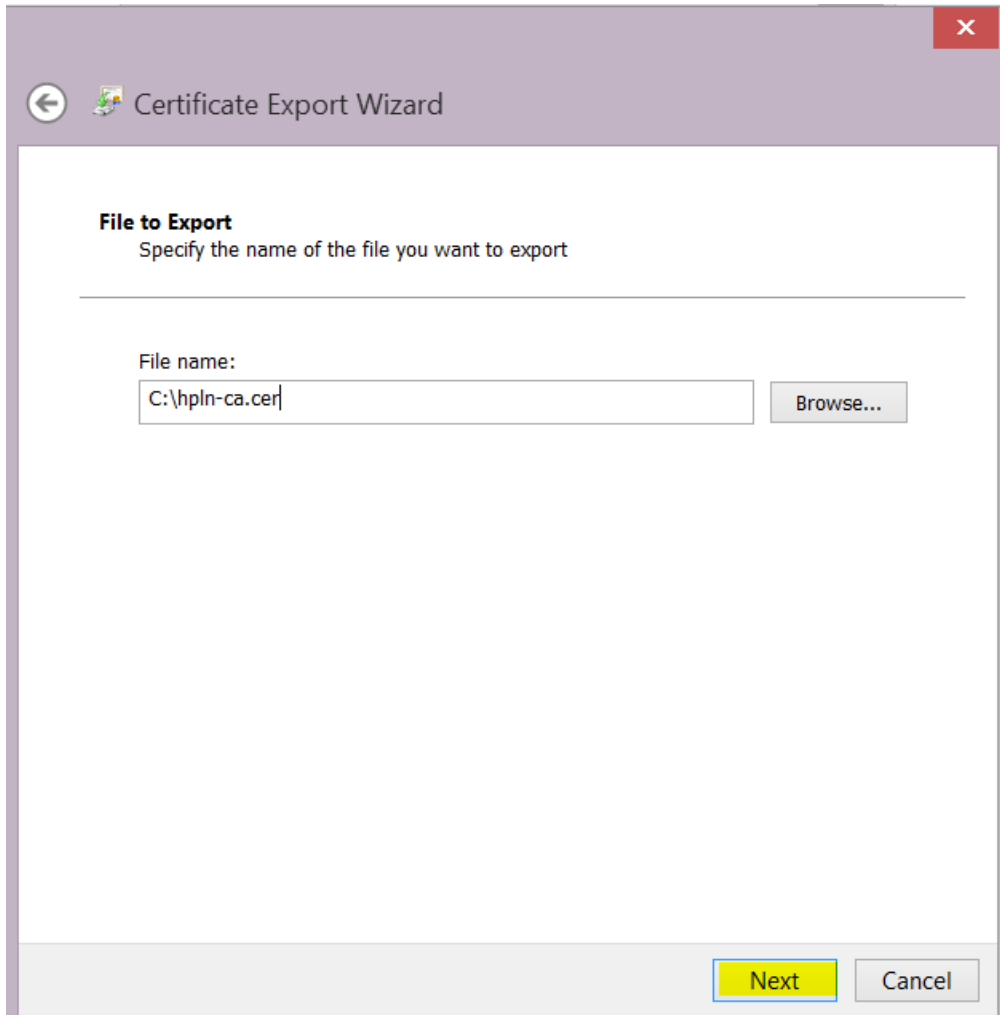 Certificate Export Wizard
File to Export
Specify the name of the file you want to export
File name:
C:\hpln-ca.cer
Browse...
Next
Cancel